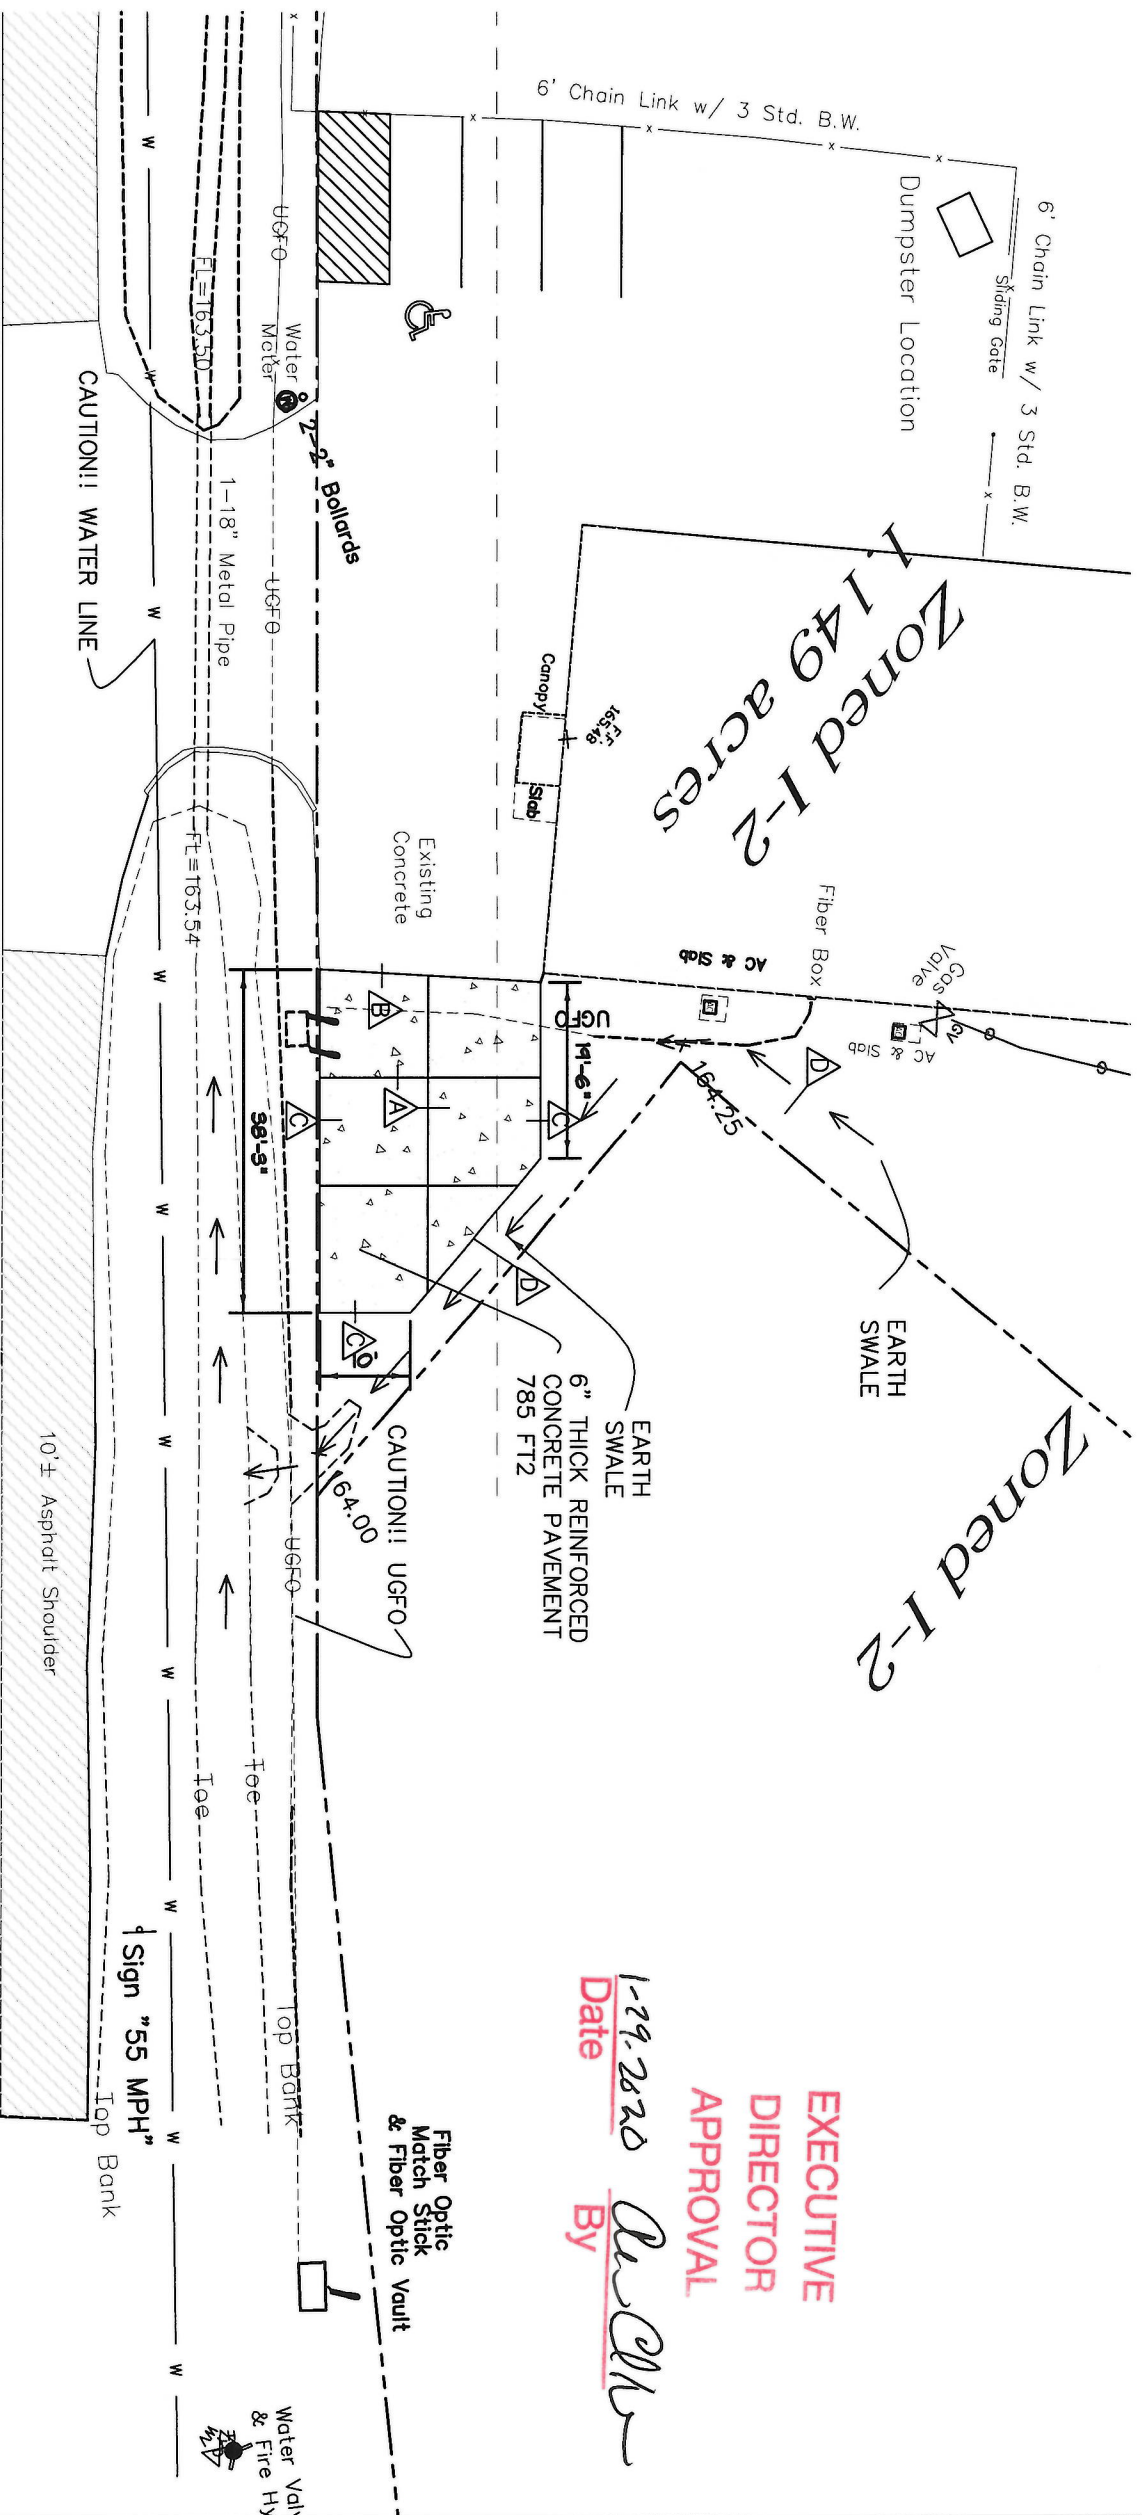 6' Chain Link w/ 3 Std. B.W.
6' Chain Link w/ 3 Std. B.W.
Sliding Gate
Dumpster Location
UGFO
FL=163.50
Water
Meter
W
2-2" Bollards
CAUTION!! WATER LINE
1-18" Metal Pipe
UGFO
1.149 acres
Zoned I-2
Canopy
F.F.
165.48
Slab
Existing
Concrete
FL=163.54
Fiber Box
AC & Slab
Gas
Valve
GV
AC & Slab
UGFO
19'-6"
164.25
38'-3"
A
B
C
C
C
D
D
EARTH
SWALE
EARTH
SWALE
6" THICK REINFORCED
CONCRETE PAVEMENT
785 FT2
CAUTION!! UGFO
164.00
UGFO
Zoned I-2
10'± Asphalt Shoulder
Toe
Toe
Top Bank
Top Bank
Sign "55 MPH"
Fiber Optic
Match Stick
& Fiber Optic Vault
EXECUTIVE
DIRECTOR
APPROVAL
1-29-2020
Date
By
Water
& Fire